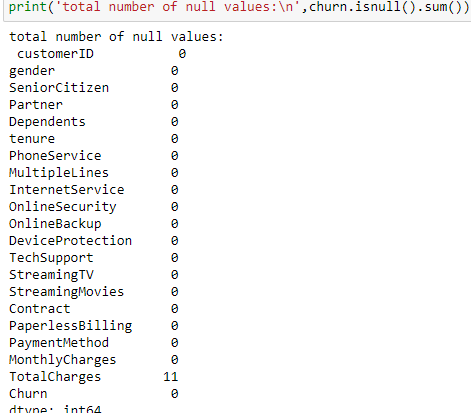 print('total number of null values:\n',churn.isnull().sum())
total number of null values:
customerID 0
gender 0
SeniorCitizen 0
Partner 0
Dependents 0
tenure 0
PhoneService 0
MultipleLines 0
InternetService 0
OnlineSecurity 0
OnlineBackup 0
DeviceProtection 0
TechSupport 0
StreamingTV 0
StreamingMovies 0
Contract 0
PaperlessBilling 0
PaymentMethod 0
MonthlyCharges 0
TotalCharges 11
Churn 0
dtype: int64